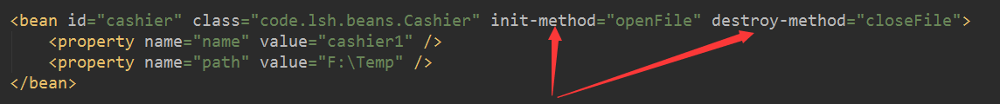 <bean id="cashier" class="code.lsh.beans.Cashier" init-method="openFile" destroy-method="closeFile">
    <property name="name" value="cashier1" />
    <property name="path" value="F:\Temp" />
</bean>